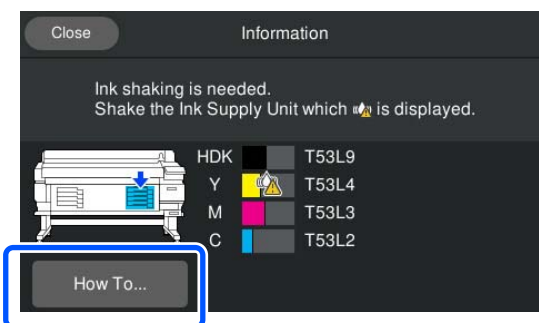 Close
Information
Ink shaking is needed.
Shake the Ink Supply Unit which is displayed.
HDK T53L9
Y T53L4
M T53L3
C T53L2
How To...